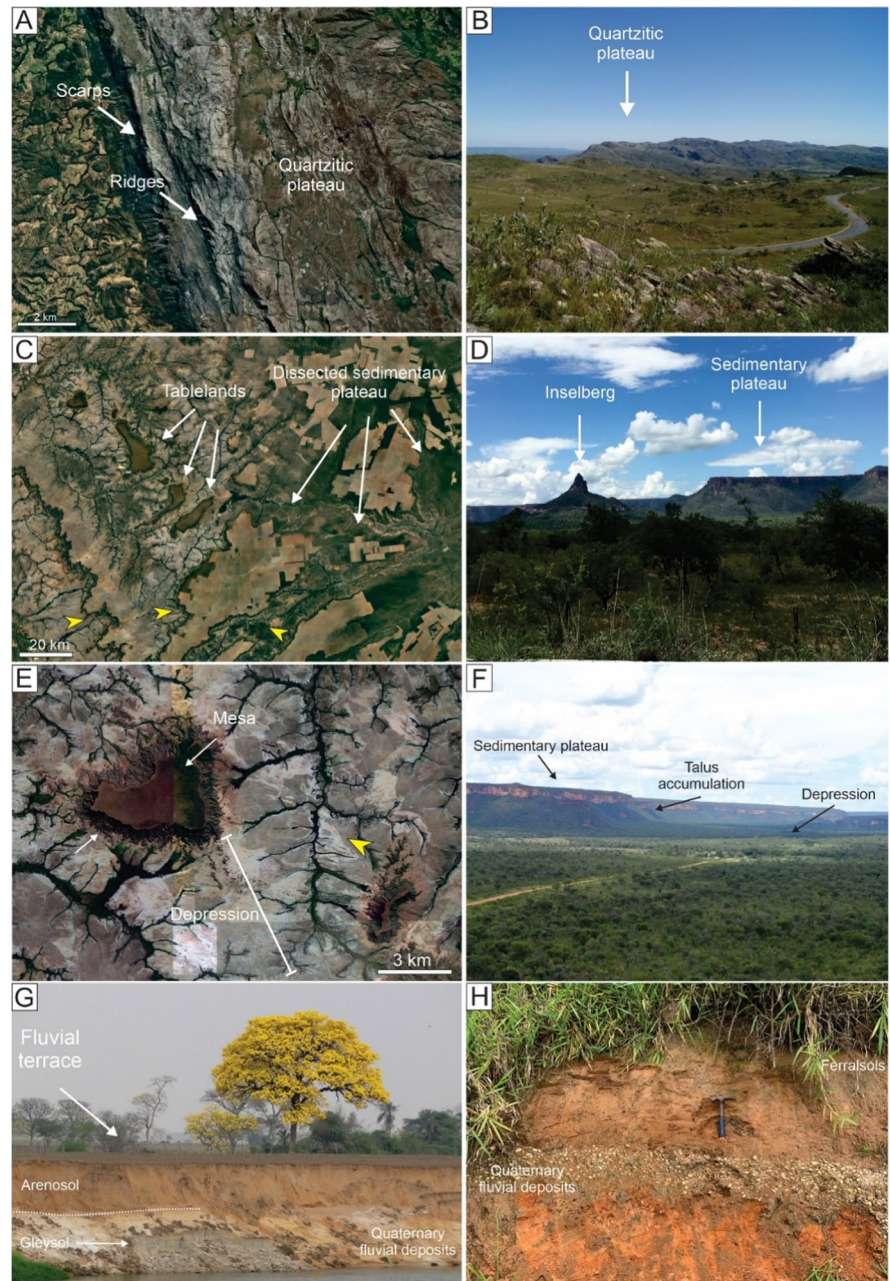 A
Scarps
Ridges
Quartzitic
plateau
2 km
B
Quartzitic
plateau
C
Tablelands
Dissected sedimentary
plateau
20 km
D
Inselberg
Sedimentary
plateau
E
Mesa
Depression
3 km
F
Sedimentary plateau
Talus
accumulation
Depression
G
Fluvial
terrace
Arenosol
Gleysol
Quaternary
fluvial deposits
H
Ferralsols
Quaternary
fluvial deposits